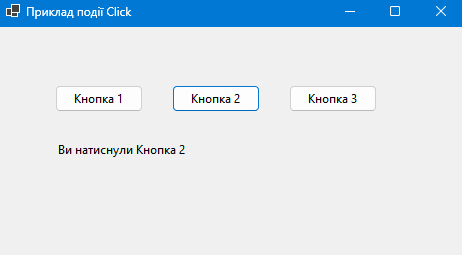 Приклад події Click
Кнопка 1 Кнопка 2 Кнопка 3
Ви натиснули Кнопка 2